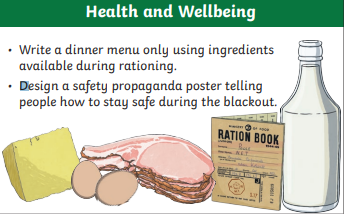 Health and Wellbeing
• Write a dinner menu only using ingredients
available during rationing.
• Design a safety propaganda poster telling
people how to stay safe during the blackout.
RATION BOOK